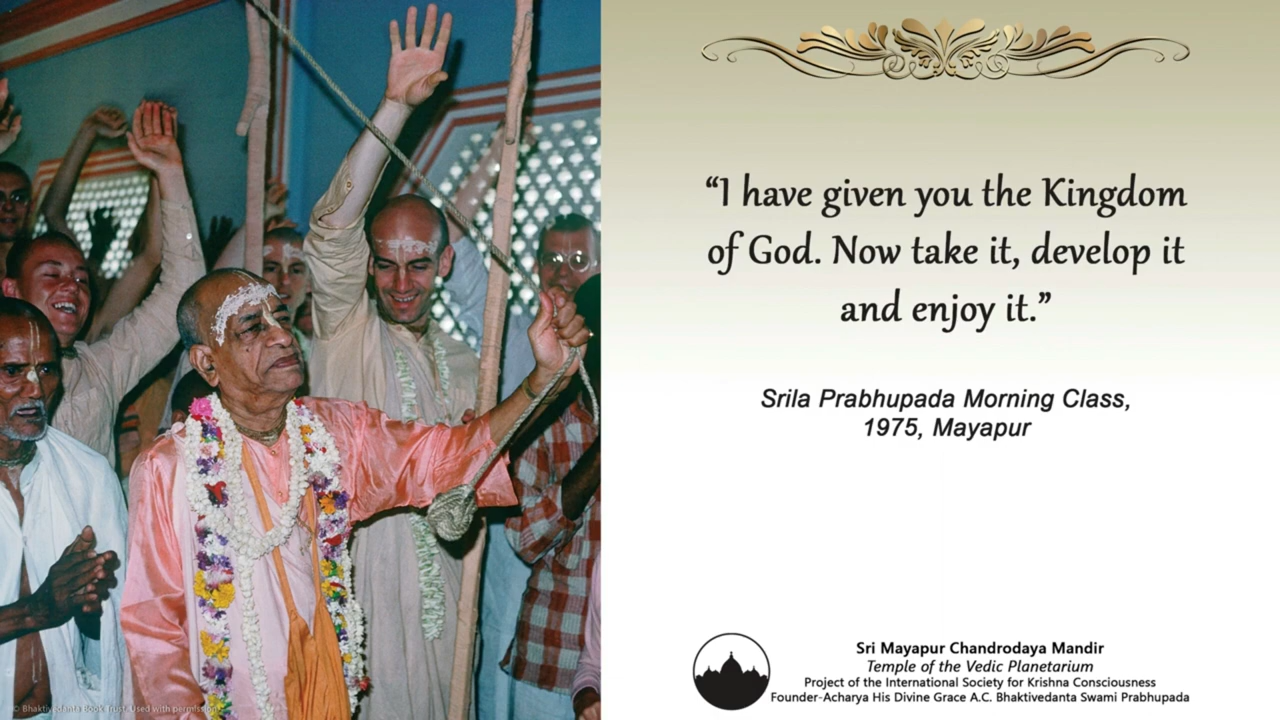 “I have given you the Kingdom
of God. Now take it, develop it
and enjoy it.”
Srila Prabhupada Morning Class,
1975, Mayapur
Sri Mayapur Chandrodaya Mandir
Temple of the Vedic Planetarium
Project of the International Society for Krishna Consciousness
Founder-Acharya His Divine Grace A.C. Bhaktivedanta Swami Prabhupada
© Bhaktivedanta Book Trust. Used with permission